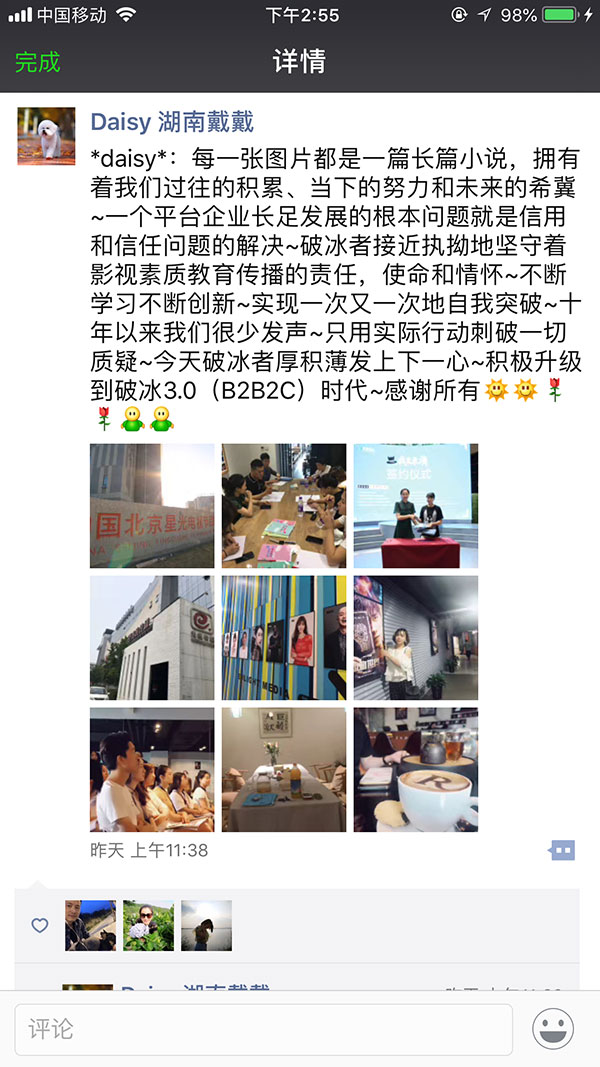 中国移动
下午2:55
98%
完成
详情
Daisy 湖南戴戴
*daisy*：每一张图片都是一篇长篇小说，拥有
着我们过往的积累、当下的努力和未来的希冀
~一个平台企业长足发展的根本问题就是信用
和信任问题的解决~破冰者接近执拗地坚守着
影视素质教育传播的责任，使命和情怀~不断
学习不断创新~实现一次又一次地自我突破~十
年以来我们很少发声~只用实际行动刺破一切
质疑~今天破冰者厚积薄发上下一心~积极升级
到破冰3.0（B2B2C）时代~感谢所有
国北京星光电视
签约仪式
LIGHT MEDIA
昨天 上午11:38
Daisy 湖南戴戴
评论